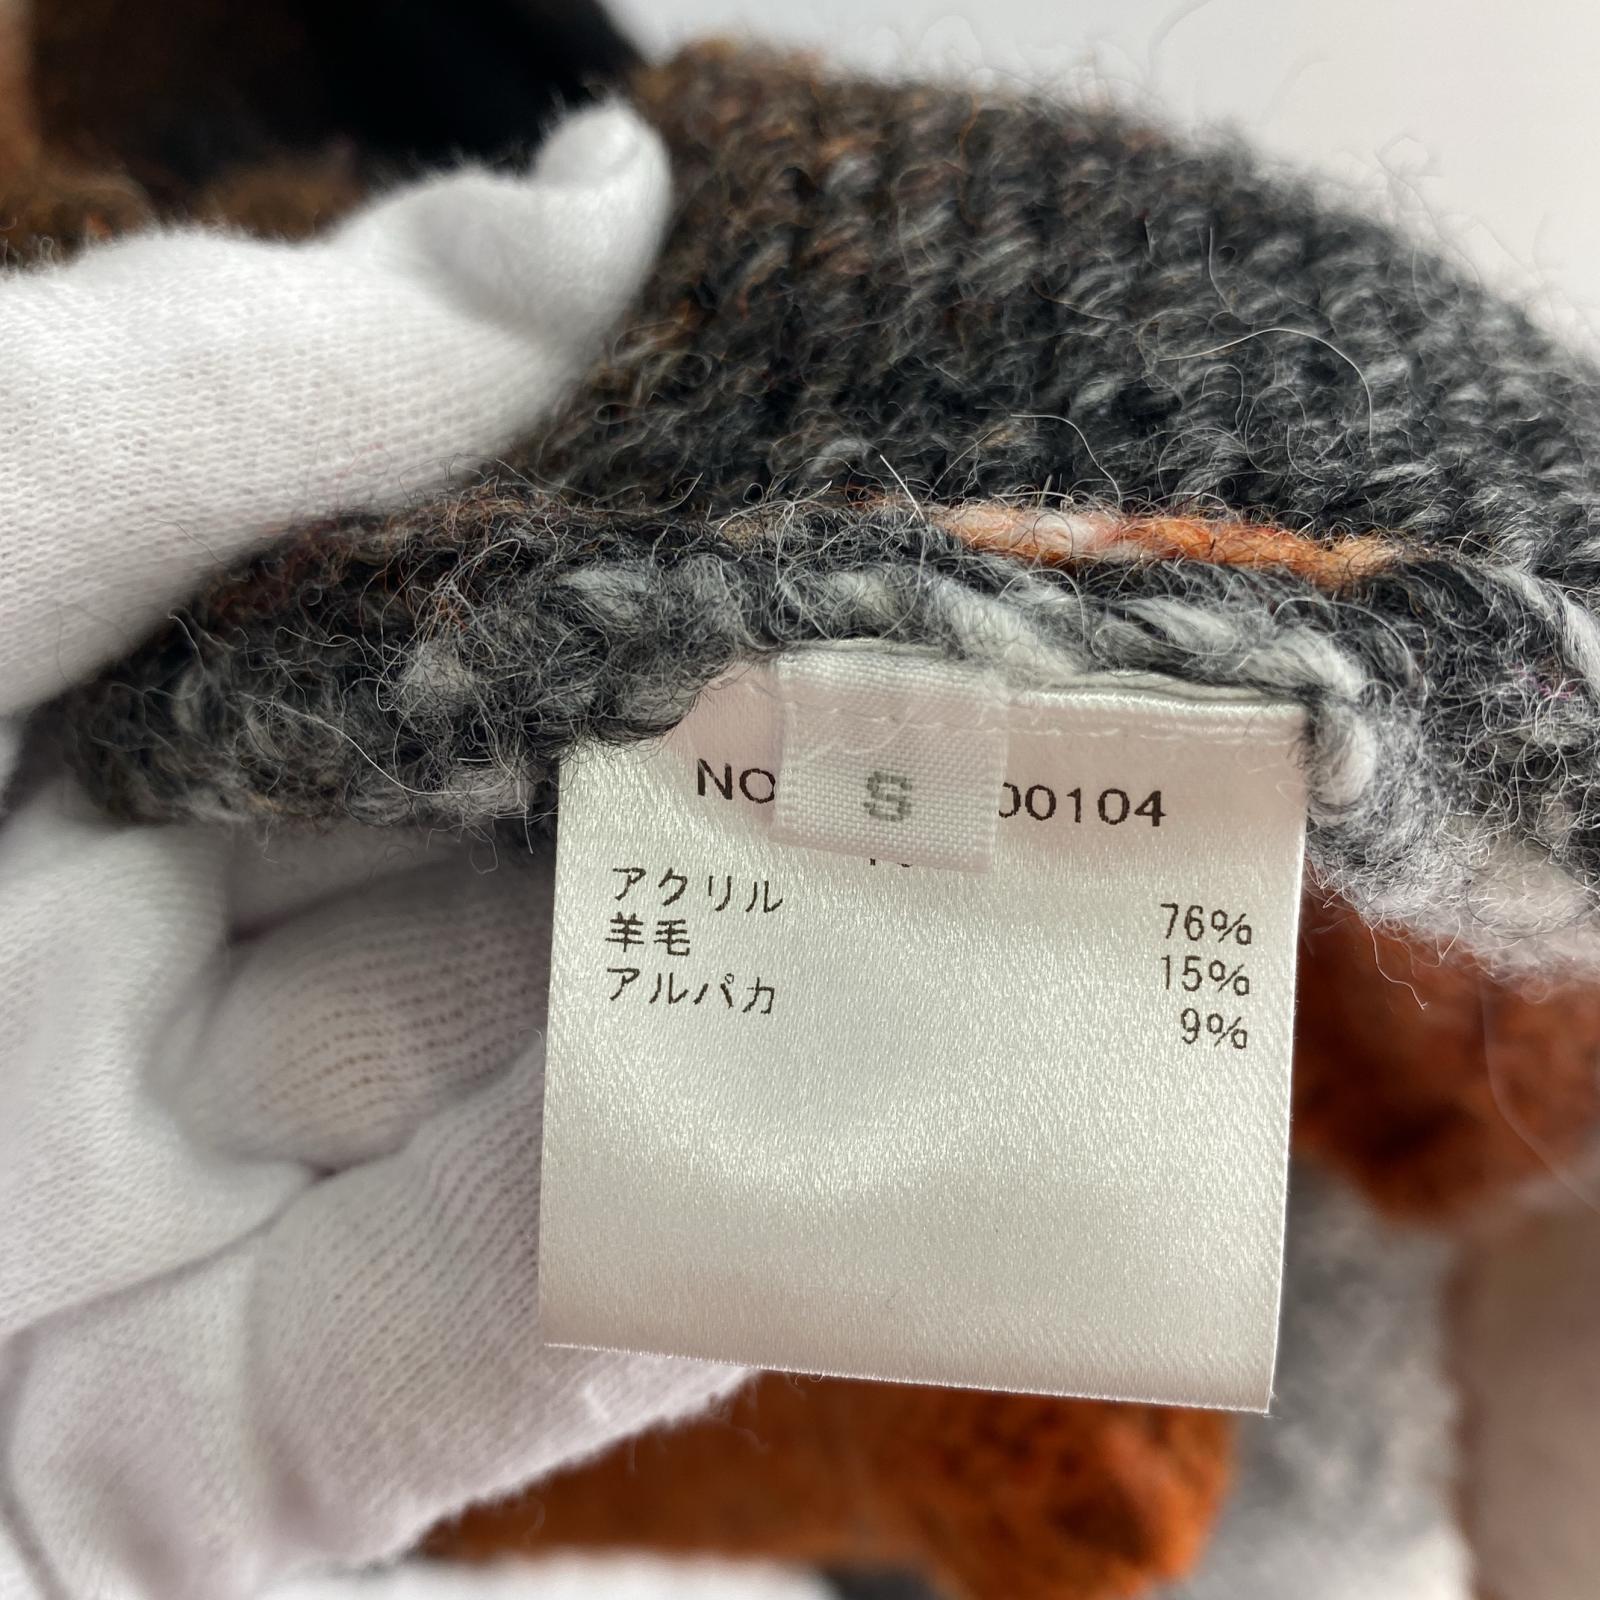 NO 00104
S
アクリル 76%
羊毛 15%
アルパカ 9%